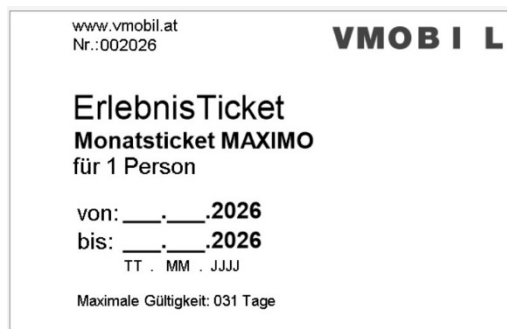 www.vmobil.at
Nr.:002026
VMOBIL
ErlebnisTicket
Monatsticket MAXIMO
für 1 Person
von: ___.___.2026
bis: ___.___.2026
TT . MM . JJJJ
Maximale Gültigkeit: 031 Tage